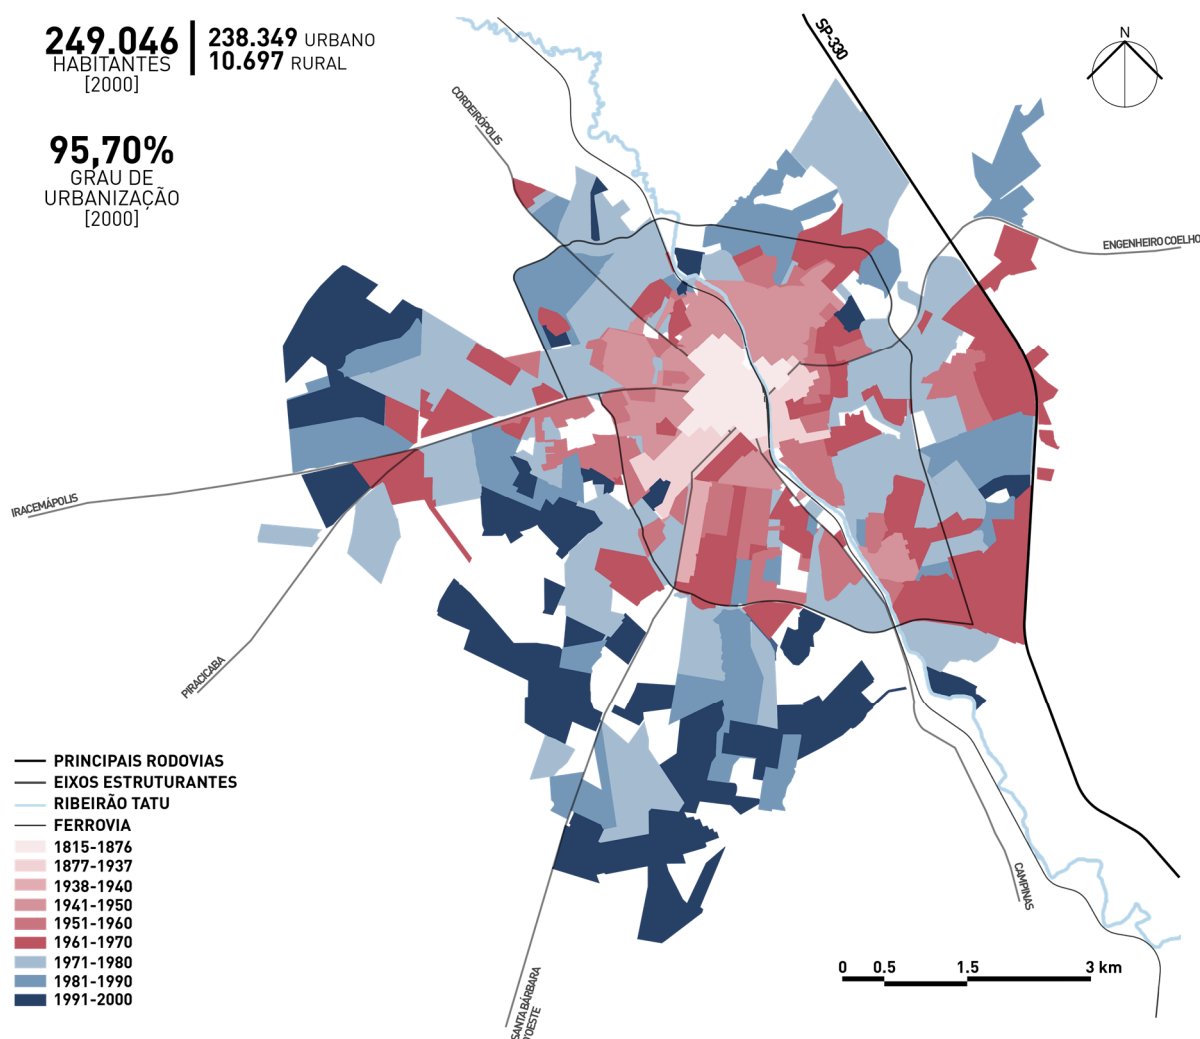 249.046
HABITANTES
[2000]
238.349 URBANO
10.697 RURAL
95,70%
GRAU DE
URBANIZAÇÃO
[2000]
SP-330
N
CORDEIRÓPOLIS
ENGENHEIRO COELHO
IRACEMÁPOLIS
PIRACICABA
PRINCIPAIS RODOVIAS
EIXOS ESTRUTURANTES
RIBEIRÃO TATU
FERROVIA
1815-1876
1877-1937
1938-1940
1941-1950
1951-1960
1961-1970
1971-1980
1981-1990
1991-2000
SANTA BÁRBARA
D'OESTE
CAMPINAS
0 0.5 1.5 3 km